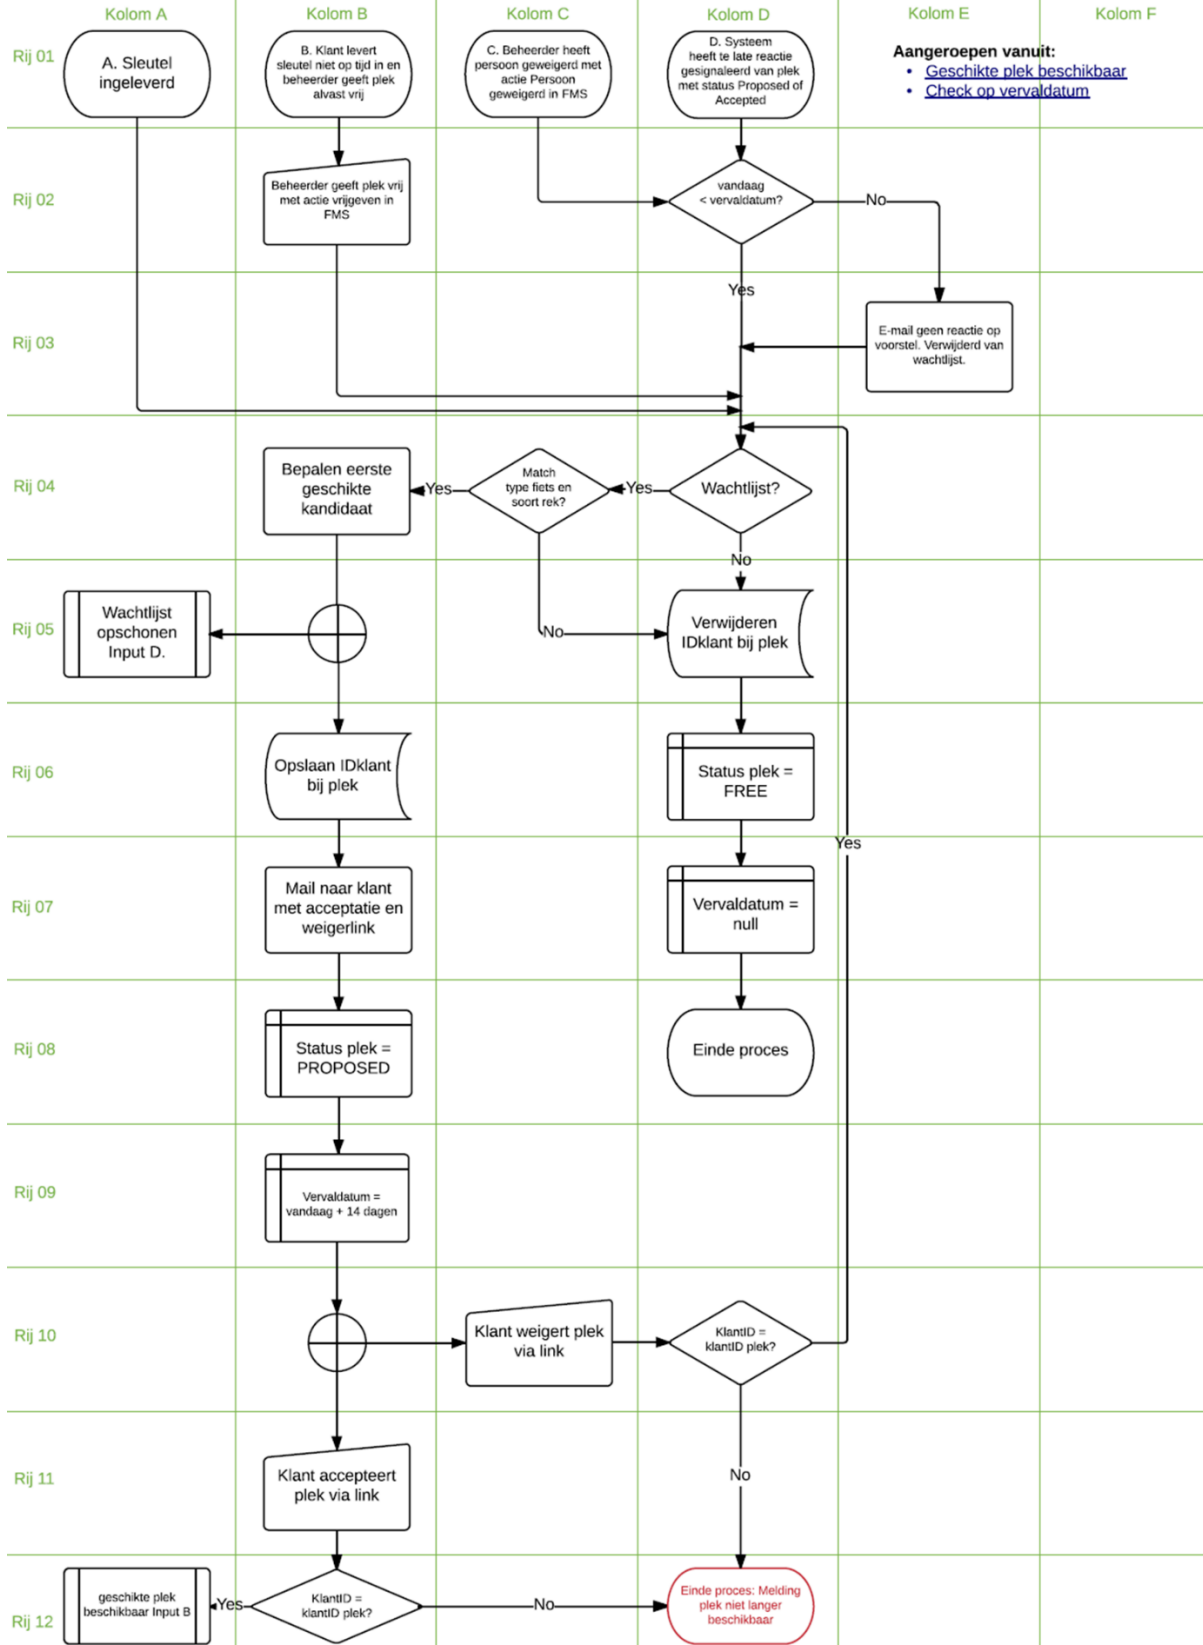 Kolom A
Kolom B
Kolom C
Kolom D
Kolom E
Kolom F
Rij 01
A. Sleutel
ingeleverd
B. Klant levert
sleutel niet op tijd in en
beheerder geeft plek
alvast vrij
C. Beheerder heeft
persoon geweigerd met
actie Persoon
geweigerd in FMS
D. Systeem
heeft te late reactie
gesignaleerd van plek
met status Proposed of
Accepted
Aangeroepen vanuit:
• Geschikte plek beschikbaar
• Check op vervaldatum
Rij 02
Beheerder geeft plek vrij
met actie vrijgeven in
FMS
vandaag
< vervaldatum?
No
Yes
Rij 03
E-mail geen reactie op
voorstel. Verwijderd van
wachtlijst.
Rij 04
Bepalen eerste
geschikte
kandidaat
Yes
Match
type fiets en
soort rek?
Yes
Wachtlijst?
No
Rij 05
Wachtlijst
opschonen
Input D.
No
Verwijderen
IDklant bij plek
Rij 06
Opslaan IDklant
bij plek
Status plek =
FREE
Yes
Rij 07
Mail naar klant
met acceptatie en
weigerlink
Vervaldatum =
null
Rij 08
Status plek =
PROPOSED
Einde proces
Rij 09
Vervaldatum =
vandaag + 14 dagen
Rij 10
Klant weigert plek
via link
KlantID =
klantID plek?
Rij 11
Klant accepteert
plek via link
No
Rij 12
geschikte plek
beschikbaar Input B
Yes
KlantID =
klantID plek?
No
Einde proces: Melding
plek niet langer
beschikbaar